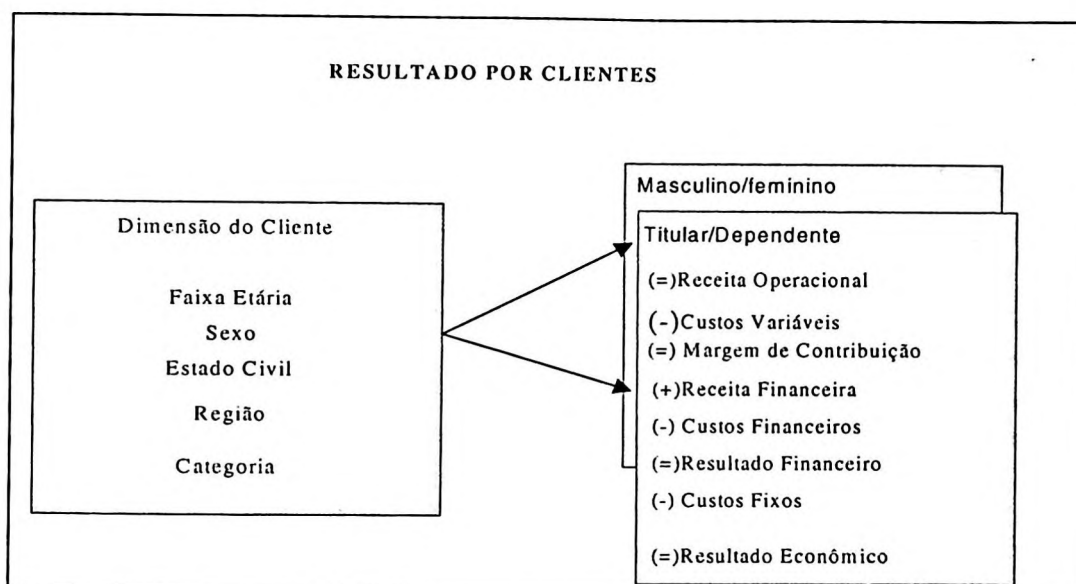 RESULTADO POR CLIENTES
Dimensão do Cliente
Faixa Etária
Sexo
Estado Civil
Região
Categoria
Masculino/feminino
Titular/Dependente
(=)Receita Operacional
(-)Custos Variáveis
(=) Margem de Contribuição
(+)Receita Financeira
(-) Custos Financeiros
(=)Resultado Financeiro
(-) Custos Fixos
(=)Resultado Econômico